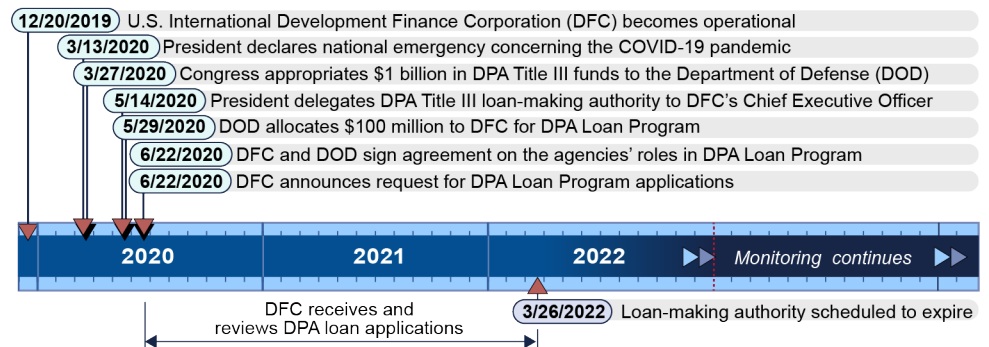 12/20/2019 U.S. International Development Finance Corporation (DFC) becomes operational
3/13/2020 President declares national emergency concerning the COVID-19 pandemic
3/27/2020 Congress appropriates $1 billion in DPA Title III funds to the Department of Defense (DOD)
5/14/2020 President delegates DPA Title III loan-making authority to DFC's Chief Executive Officer
5/29/2020 DOD allocates $100 million to DFC for DPA Loan Program
6/22/2020 DFC and DOD sign agreement on the agencies' roles in DPA Loan Program
6/22/2020 DFC announces request for DPA Loan Program applications
2020 2021 2022 Monitoring continues
3/26/2022 Loan-making authority scheduled to expire
DFC receives and
reviews DPA loan applications